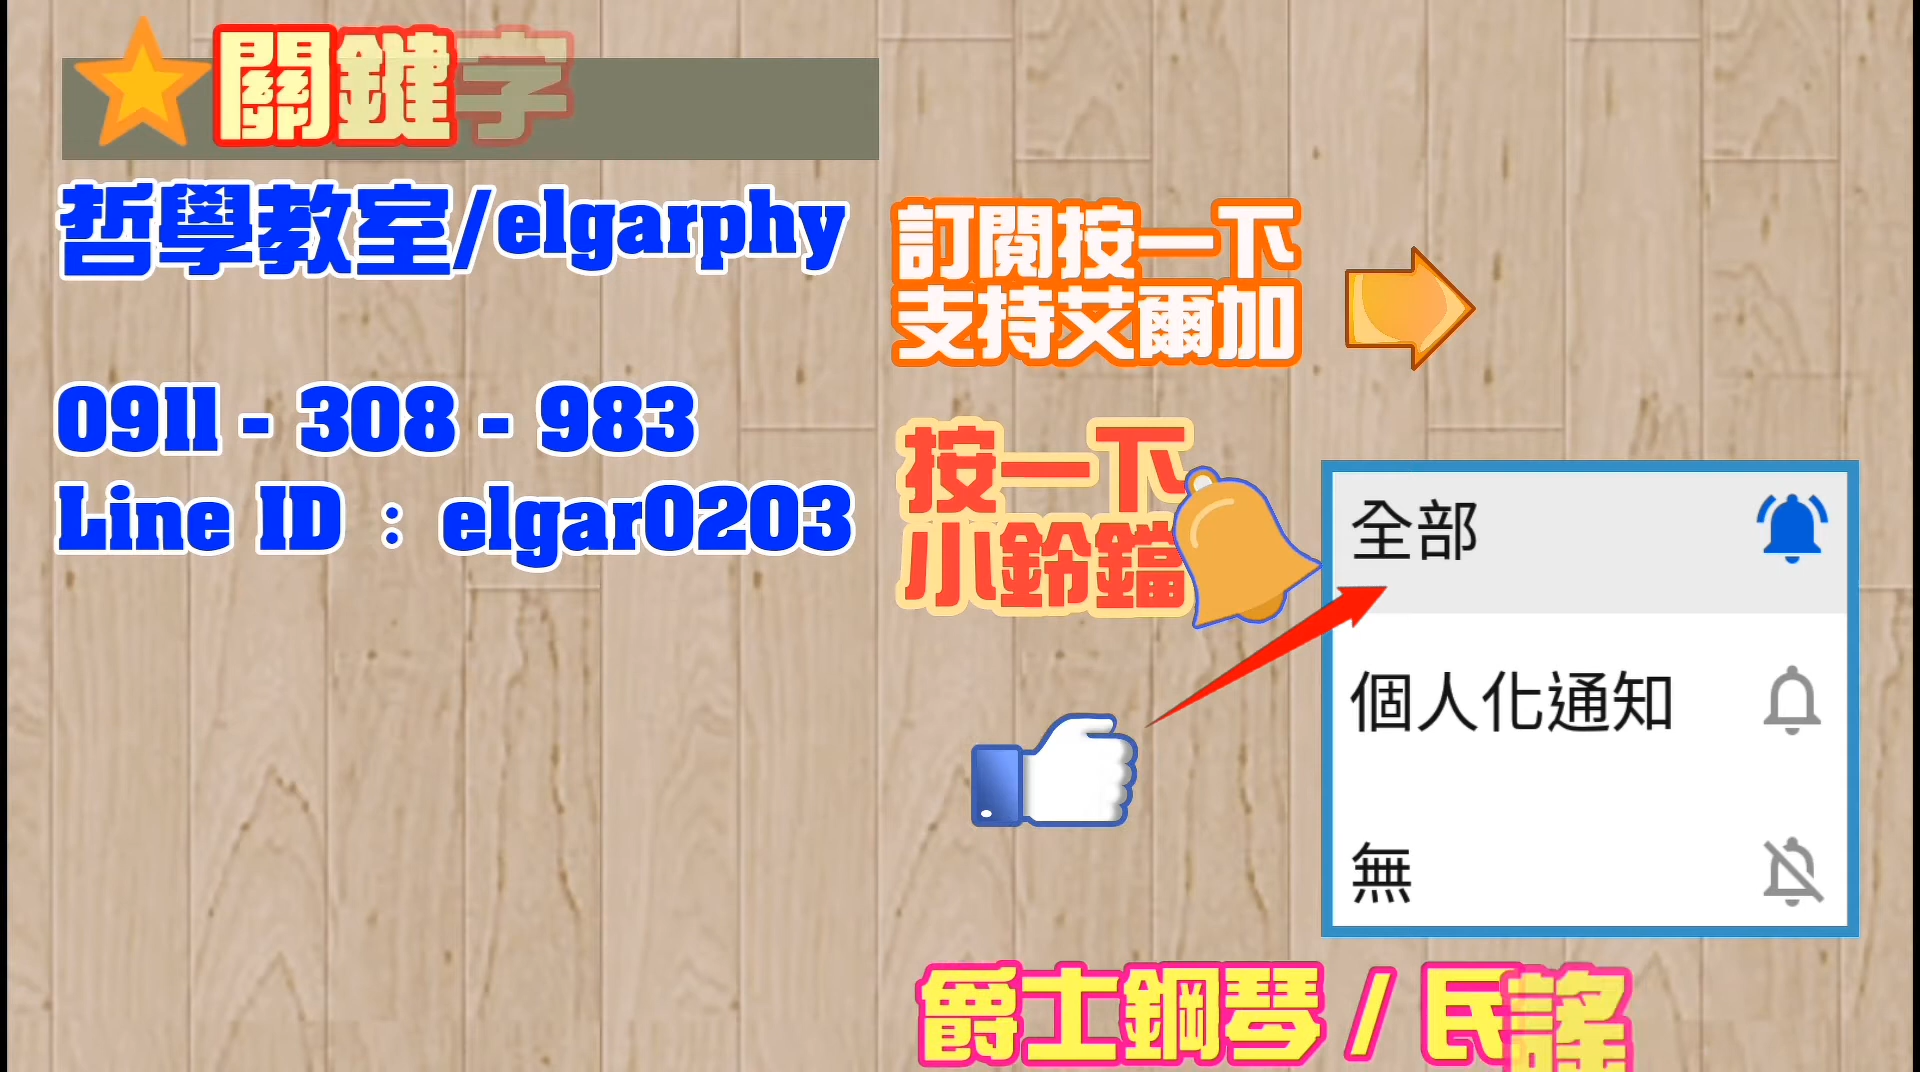 關鍵字
哲學教室/elgarphy
0911 - 308 - 983
Line ID : elgar0203
訂閱按一下
支持艾爾加
按一下
小鈴鐺
全部
個人化通知
無
爵士鋼琴 / 民謠